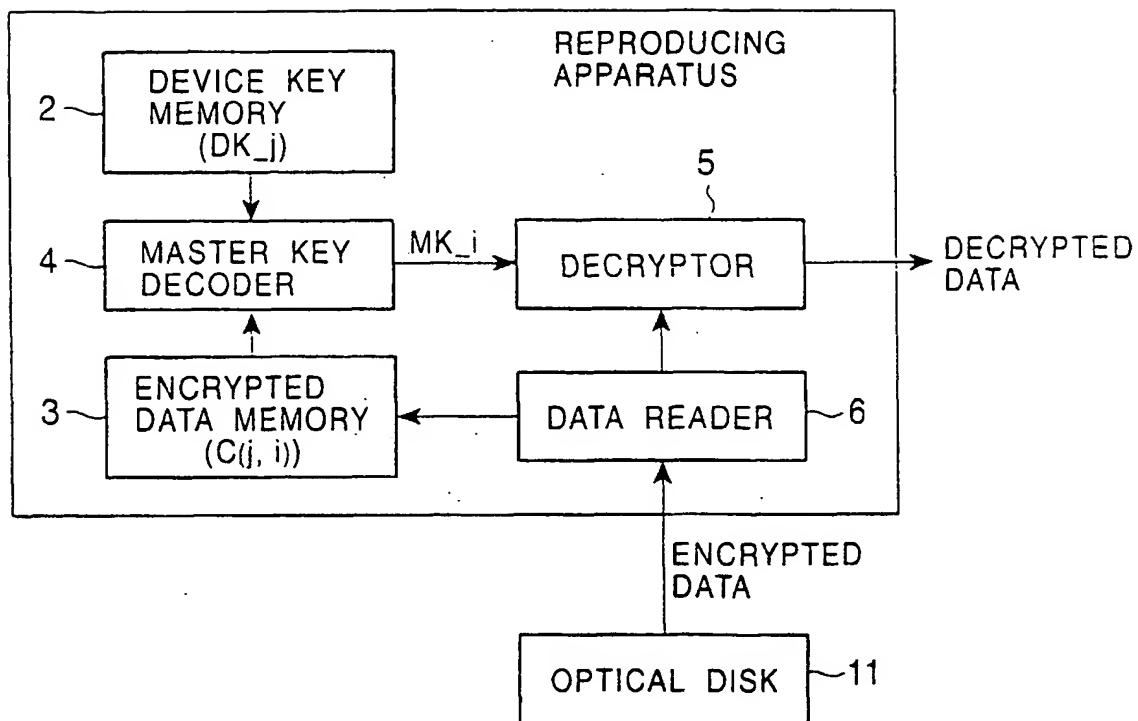 REPRODUCING
APPARATUS
DEVICE KEY
MEMORY
(DK_j)
2
5
4
MASTER KEY
DECODER
MK_i
DECRYPTOR
DECRYPTED
DATA
3
ENCRYPTED
DATA MEMORY
(C(j, i))
DATA READER
6
ENCRYPTED
DATA
OPTICAL DISK
11